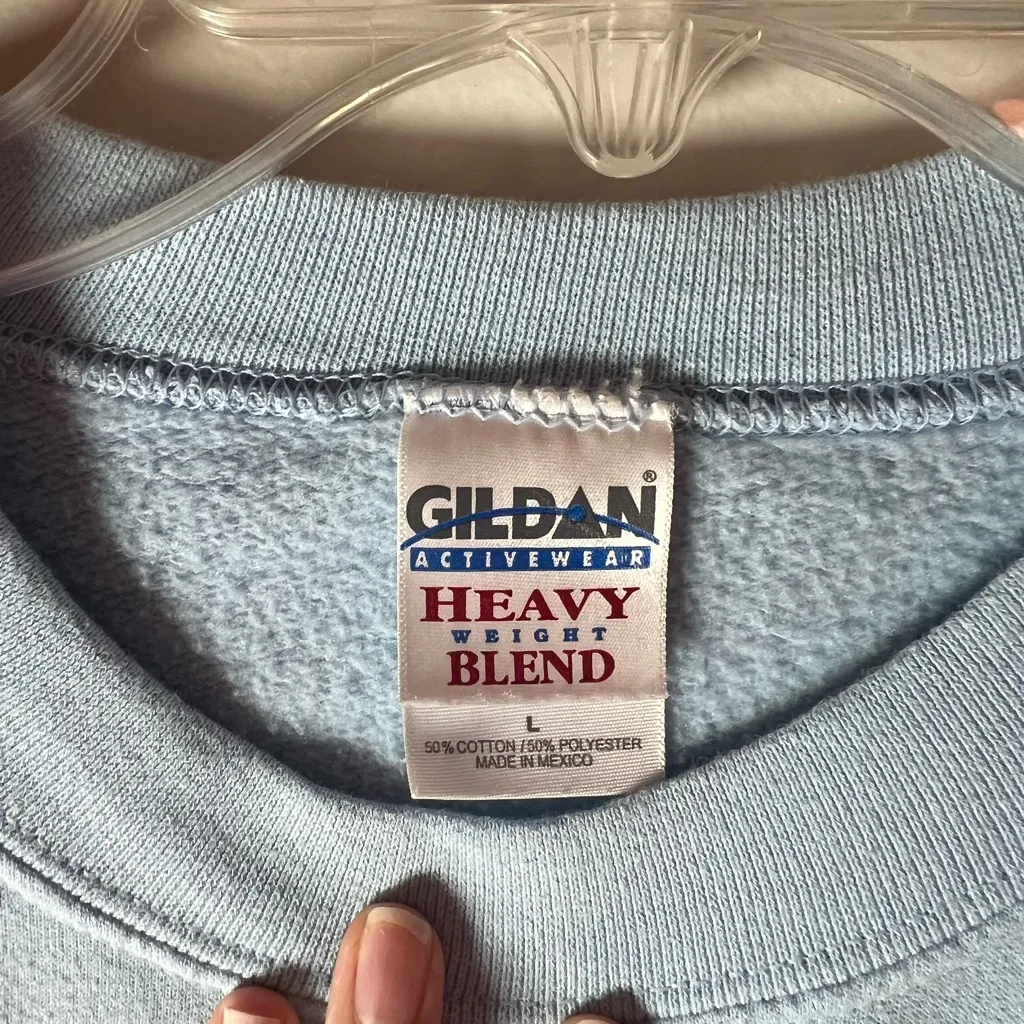 GILDAN®
ACTIVEWEAR
HEAVY
WEIGHT
BLEND
L
50% COTTON / 50% POLYESTER
MADE IN MEXICO